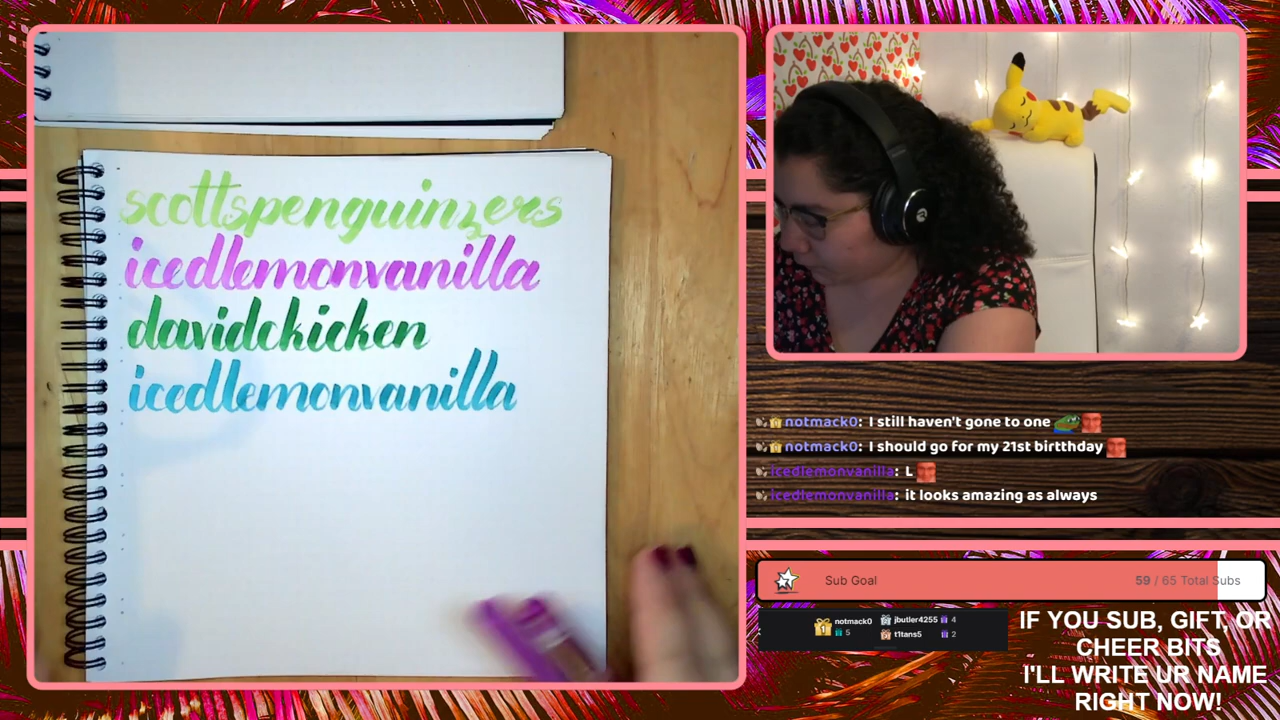 scottspenguinzers
icedlemonvanilla
davidckicken
icedlemonvanilla
notmack0: I still haven't gone to one
notmack0: I should go for my 21st birtthday
icedlemonvanilla: L
icedlemonvanilla: it looks amazing as always
Sub Goal 59 / 65 Total Subs
notmack0 5
jbutler4255 4
t1tans5 2
IF YOU SUB, GIFT, OR
CHEER BITS
I'LL WRITE UR NAME
RIGHT NOW!